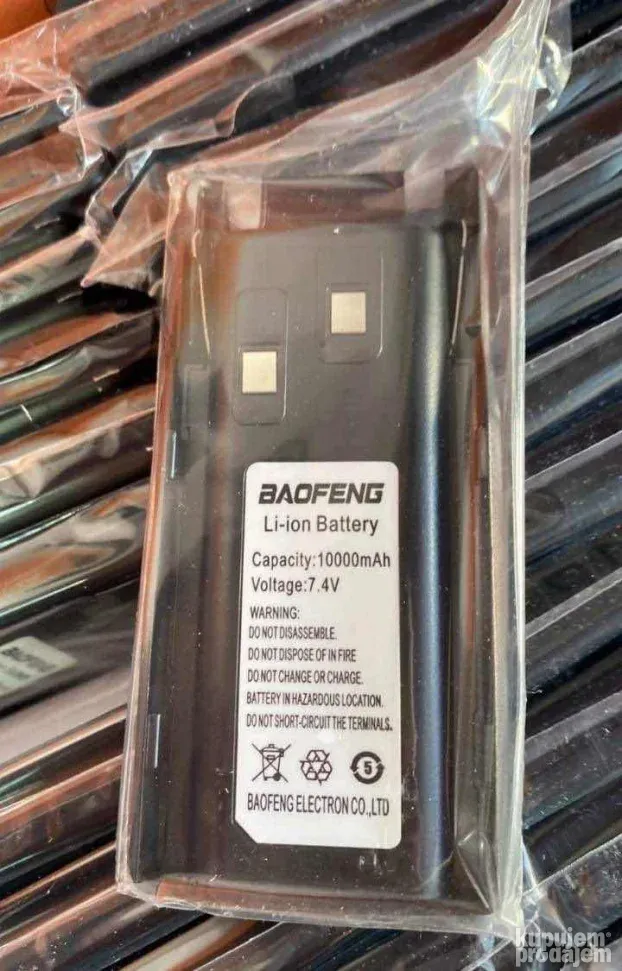 BAOFENG
Li-ion Battery
Capacity:10000mAh
Voltage:7.4V
WARNING:
DO NOT DISASSEMBLE.
DO NOT DISPOSE OF IN FIRE
DO NOT CHANGE OR CHARGE.
BATTERY IN HAZARDOUS LOCATION.
DO NOT SHORT-CIRCUIT THE TERMINALS.
5
BAOFENG ELECTRON CO.,LTD
BAOFENG
kupujem
prodajem